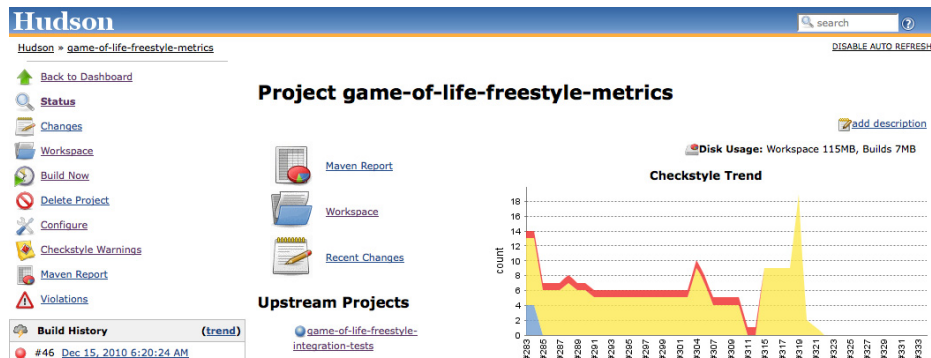 Hudson
search
Hudson » game-of-life-freestyle-metrics
DISABLE AUTO REFRESH
Back to Dashboard
Status
Changes
Workspace
Build Now
Delete Project
Configure
Checkstyle Warnings
Maven Report
Violations
Build History (trend)
#46 Dec 15, 2010 6:20:24 AM
Project game-of-life-freestyle-metrics
add description
Disk Usage: Workspace 115MB, Builds 7MB
Maven Report
Workspace
Recent Changes
Upstream Projects
game-of-life-freestyle-
integration-tests
Checkstyle Trend
count
18
16
14
12
10
8
6
4
2
0
#283
#285
#287
#289
#291
#293
#295
#297
#299
#301
#304
#307
#309
#311
#315
#317
#319
#321
#323
#325
#327
#329
#331
#333